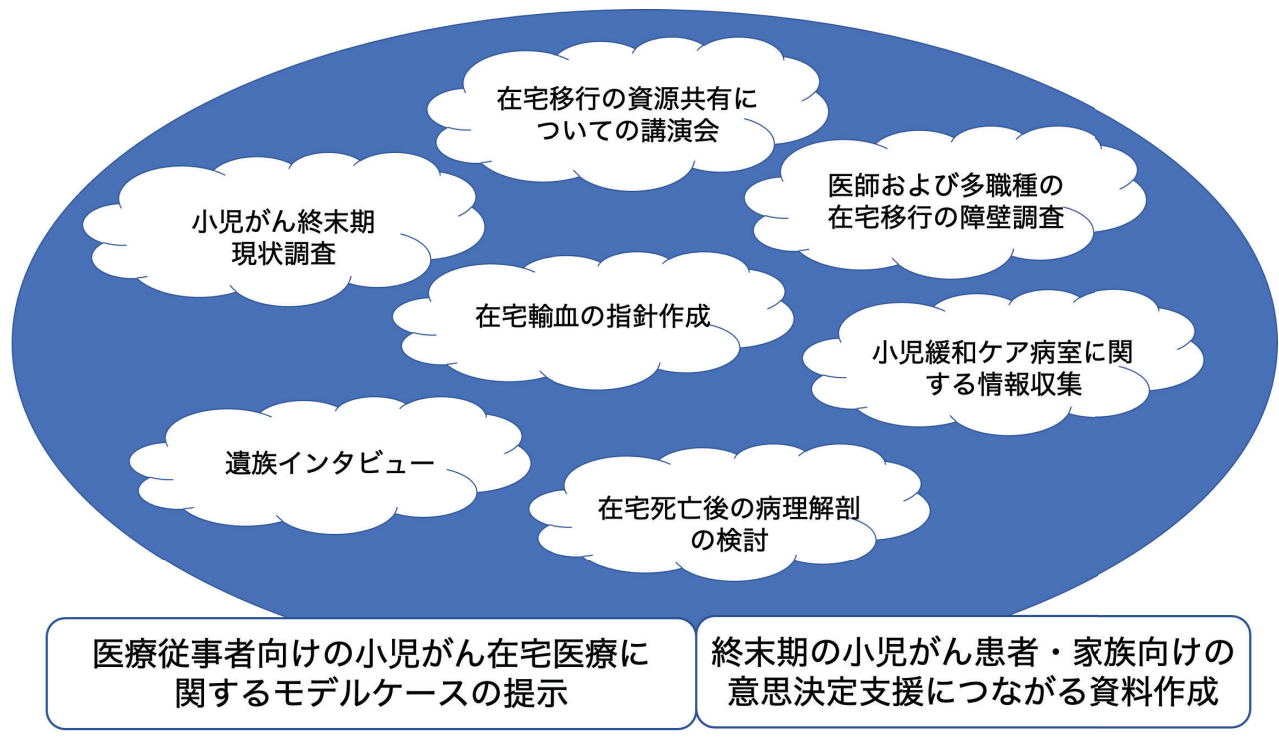 在宅移行の資源共有に
ついての講演会
医師および多職種の
在宅移行の障壁調査
小児がん終末期
現状調査
在宅輸血の指針作成
小児緩和ケア病室に関
する情報収集
遺族インタビュー
在宅死亡後の病理解剖
の検討
医療従事者向けの小児がん在宅医療に
関するモデルケースの提示
終末期の小児がん患者・家族向けの
意思決定支援につながる資料作成